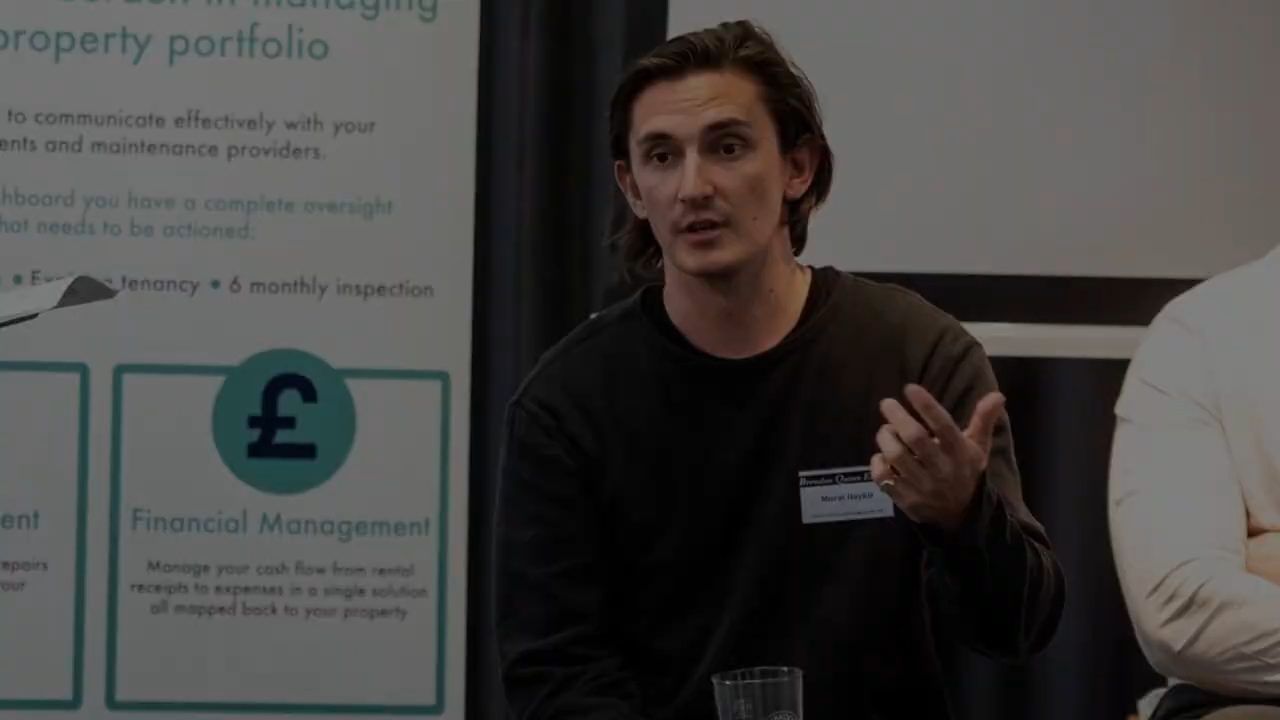 in managing
property portfolio
to communicate effectively with your
ents and maintenance providers.
hboard you have a complete oversight
hat needs to be actioned:
• tenancy • 6 monthly inspection
£
ent
epairs
our
Financial Management
Manage your cash flow from rental
receipts to expenses in a single solution
all mapped back to your property